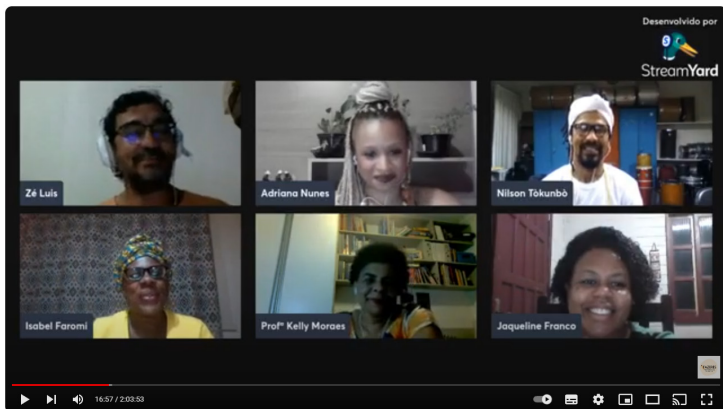 Desenvolvido por
StreamYard
Zé Luis
Adriana Nunes
Nilson Tòkunbò
Isabel Faromi
Profª Kelly Moraes
Jaqueline Franco
16:57 / 2:03:53